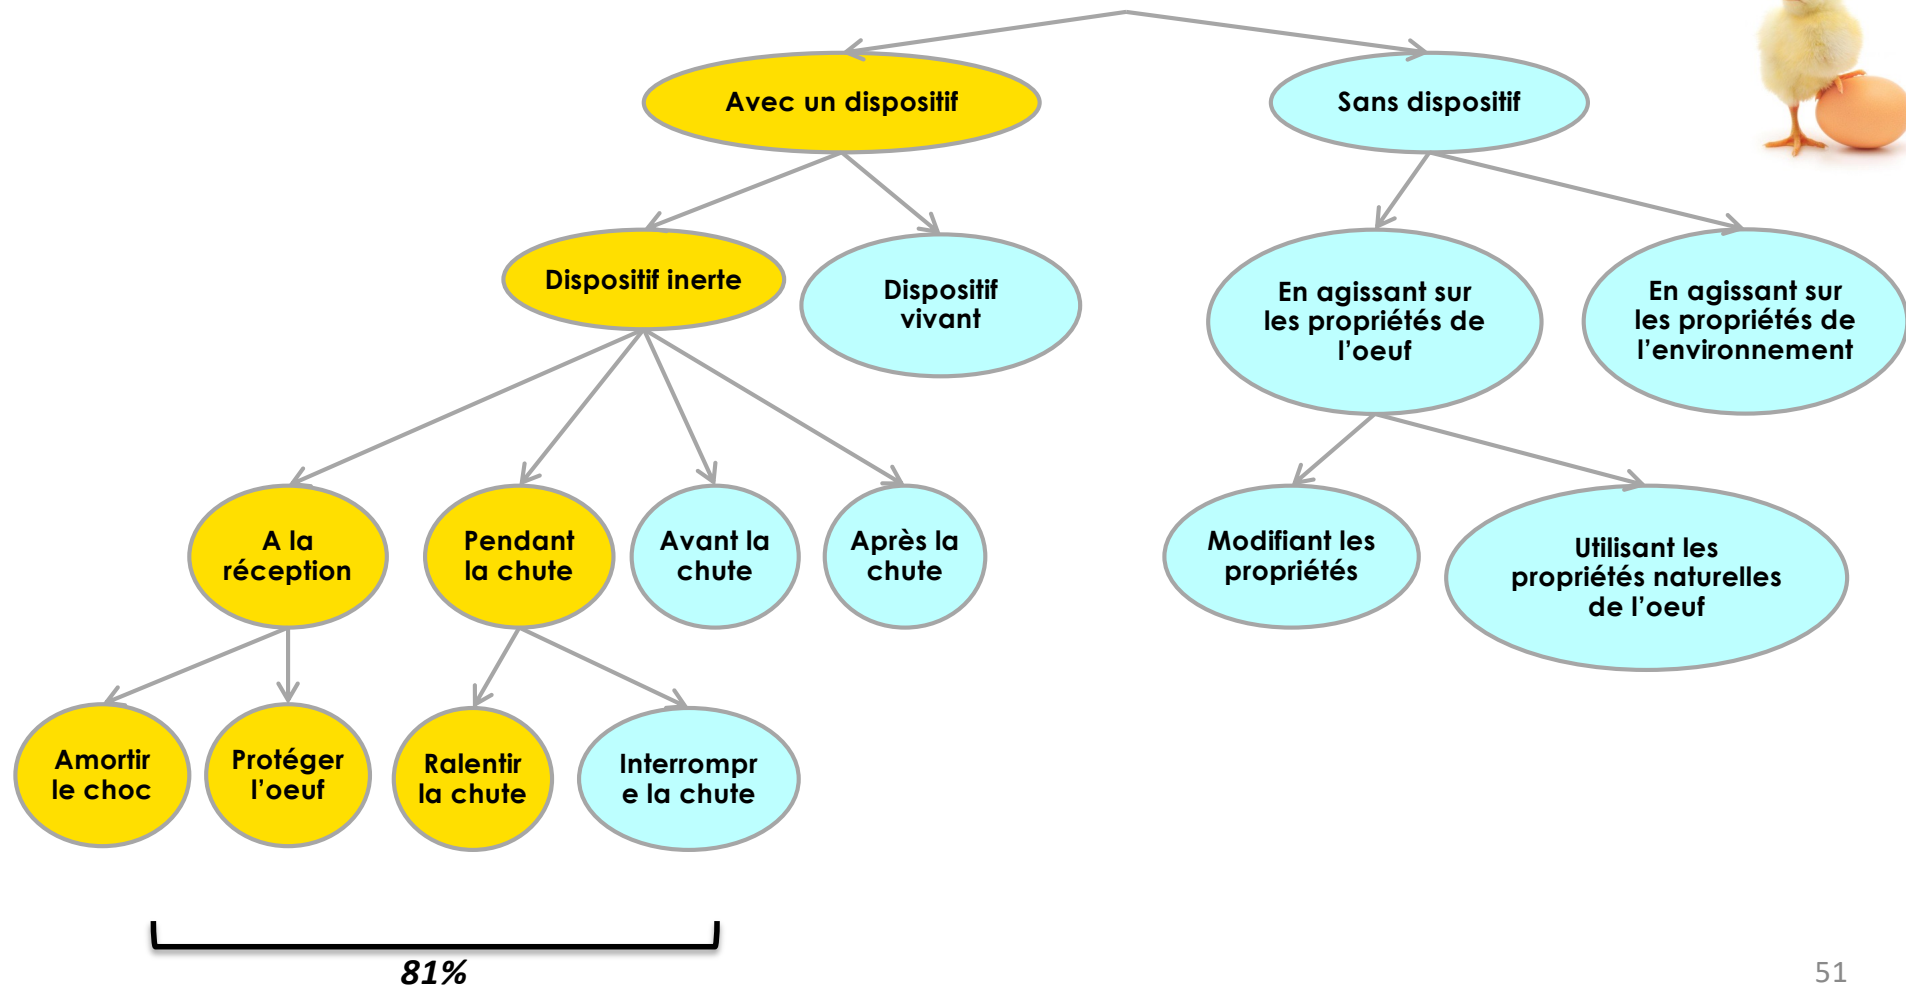 Avec un dispositif
Sans dispositif
Dispositif inerte
Dispositif
vivant
En agissant sur
les propriétés de
l’oeuf
En agissant sur
les propriétés de
l’environnement
A la
réception
Pendant
la chute
Avant la
chute
Après la
chute
Modifiant les
propriétés
Utilisant les
propriétés naturelles
de l’oeuf
Amortir
le choc
Protéger
l’oeuf
Ralentir
la chute
Interrompr
e la chute
81%
51